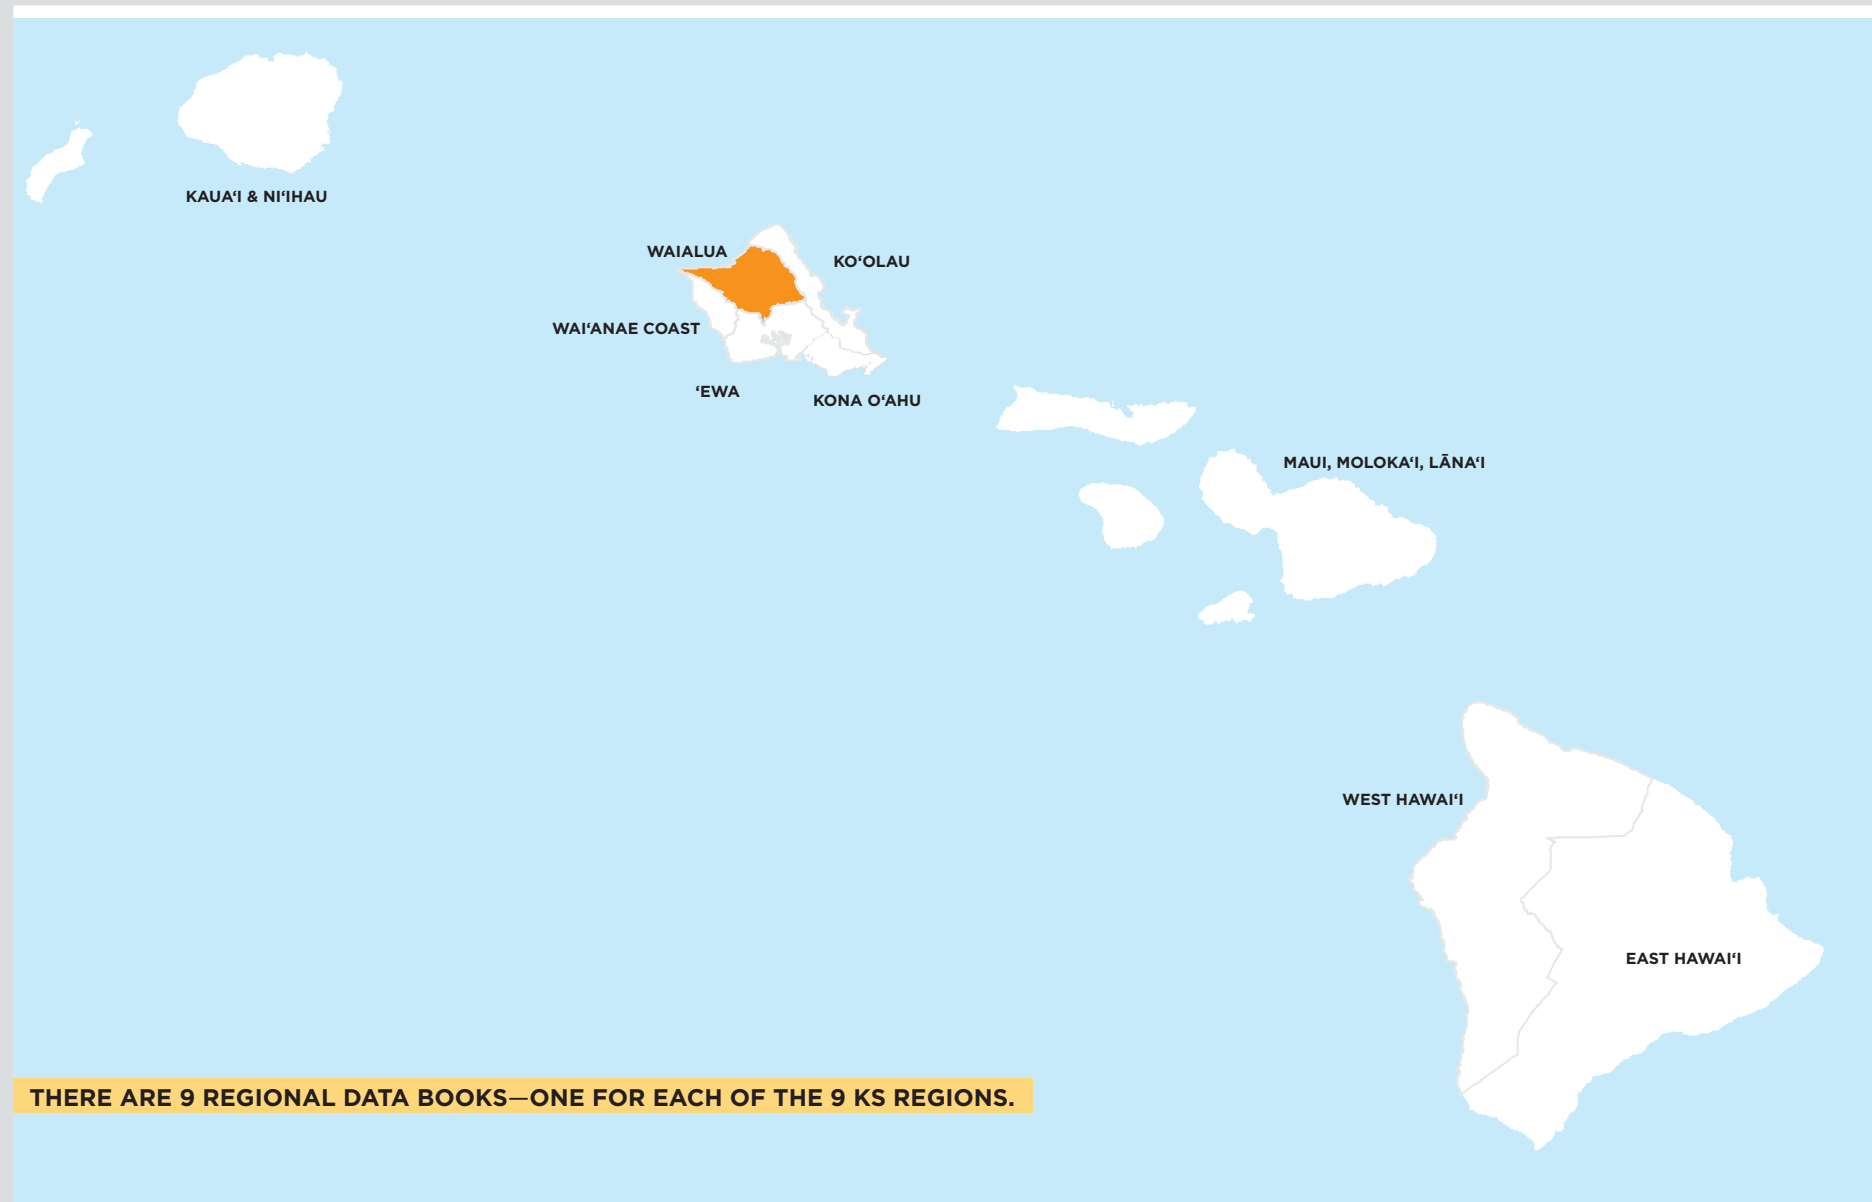 KAUAʻI & NIʻIHAU
WAIALUA
KOʻOLAU
WAIʻANAE COAST
ʻEWA
KONA OʻAHU
MAUI, MOLOKAʻI, LĀNAʻI
WEST HAWAIʻI
EAST HAWAIʻI
THERE ARE 9 REGIONAL DATA BOOKS—ONE FOR EACH OF THE 9 KS REGIONS.